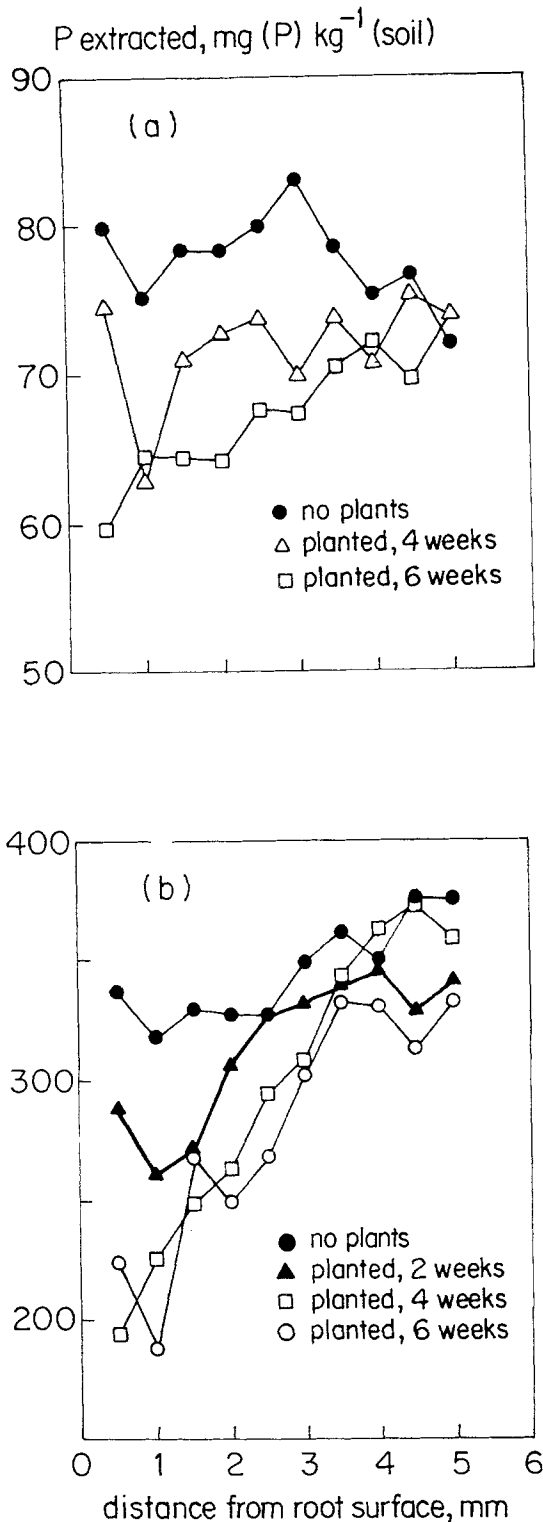 P extracted, mg (P) kg⁻¹ (soil)
90
(a)
80
70
60
50
● no plants
△ planted, 4 weeks
□ planted, 6 weeks
400
(b)
300
200
● no plants
▲ planted, 2 weeks
□ planted, 4 weeks
○ planted, 6 weeks
0 1 2 3 4 5 6
distance from root surface, mm